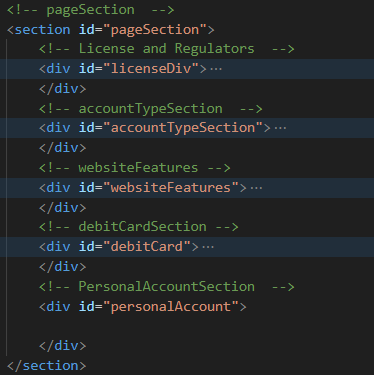 <!-- pageSection  -->
<section id="pageSection">
    <!-- License and Regulators  -->
    <div id="licenseDiv">···
    </div>
    <!-- accountTypeSection  -->
    <div id="accountTypeSection">···
    </div>
    <!-- websiteFeatures -->
    <div id="websiteFeatures">···
    </div>
    <!-- debitCardSection -->
    <div id="debitCard">···
    </div>
    <!-- PersonalAccountSection  -->
    <div id="personalAccount">

    </div>
</section>